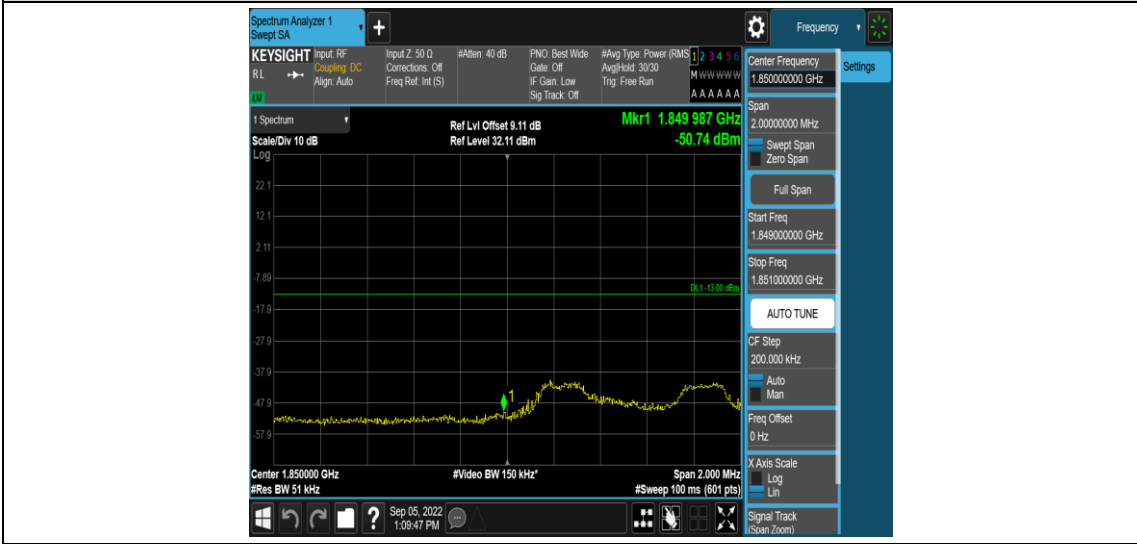 Spectrum Analyzer 1
Swept SA
+
Frequency
KEYSIGHT
RL
Input: RF
Coupling: DC
Align: Auto
Input Z: 50 Ω
Corrections: Off
Freq Ref: Int (S)
#Atten: 40 dB
PNO: Best Wide
Gate: Off
IF Gain: Low
Sig Track: Off
#Avg Type: Power (RMS
Avg|Hold: 30/30
Trig: Free Run
1 2 3 4 5 6
M W W W W W
A A A A A A
1 Spectrum
Scale/Div 10 dB
Log
Ref Lvl Offset 9.11 dB
Ref Level 32.11 dBm
Mkr1 1.849 987 GHz
-50.74 dBm
22.1
12.1
2.11
-7.89
DL1 -13.00 dBm
-17.9
-27.9
-37.9
1
-47.9
-57.9
Center 1.850000 GHz
#Video BW 150 kHz*
Span 2.000 MHz
#Res BW 51 kHz
#Sweep 100 ms (601 pts)
?
Sep 05, 2022
1:09:47 PM
Center Frequency
1.850000000 GHz
Settings
Span
2.00000000 MHz
Swept Span
Zero Span
Full Span
Start Freq
1.849000000 GHz
Stop Freq
1.851000000 GHz
AUTO TUNE
CF Step
200.000 kHz
Auto
Man
Freq Offset
0 Hz
X Axis Scale
Log
Lin
Signal Track
(Span Zoom)